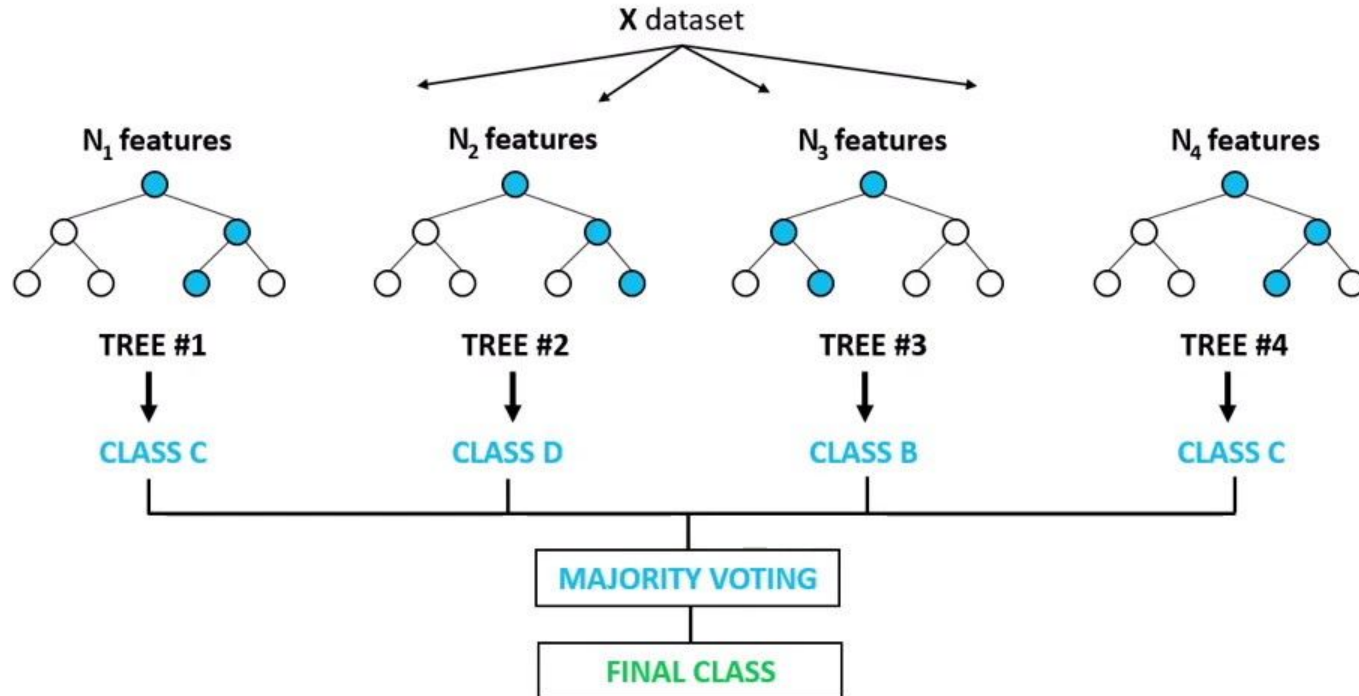 X dataset
N₁ features
N₂ features
N₃ features
N₄ features
TREE #1
TREE #2
TREE #3
TREE #4
CLASS C
CLASS D
CLASS B
CLASS C
MAJORITY VOTING
FINAL CLASS